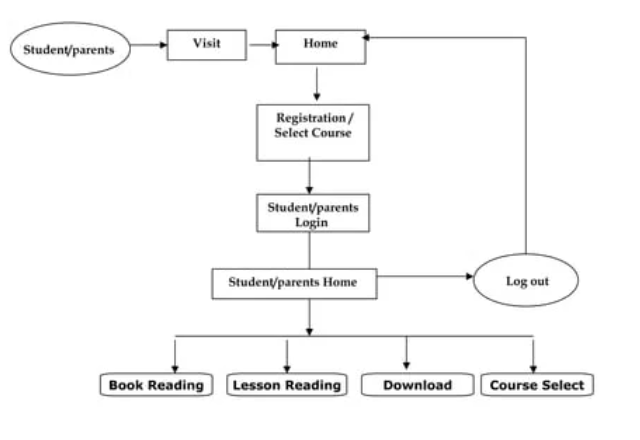 Student/parents
Visit
Home
Registration /
Select Course
Student/parents
Login
Student/parents Home
Log out
Book Reading
Lesson Reading
Download
Course Select